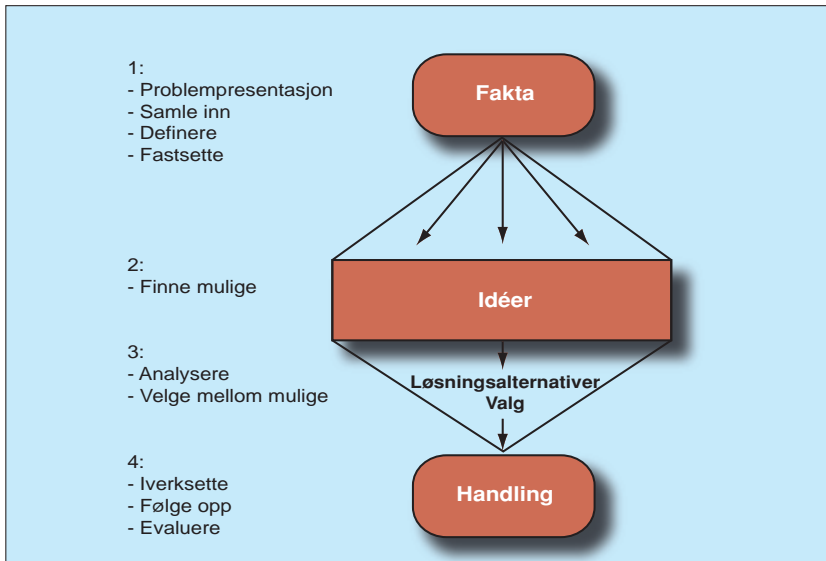 1:
- Problempresentasjon
- Samle inn
- Definere
- Fastsette
Fakta
2:
- Finne mulige
Idéer
3:
- Analysere
- Velge mellom mulige
Løsningsalternativer
Valg
4:
- Iverksette
- Følge opp
- Evaluere
Handling